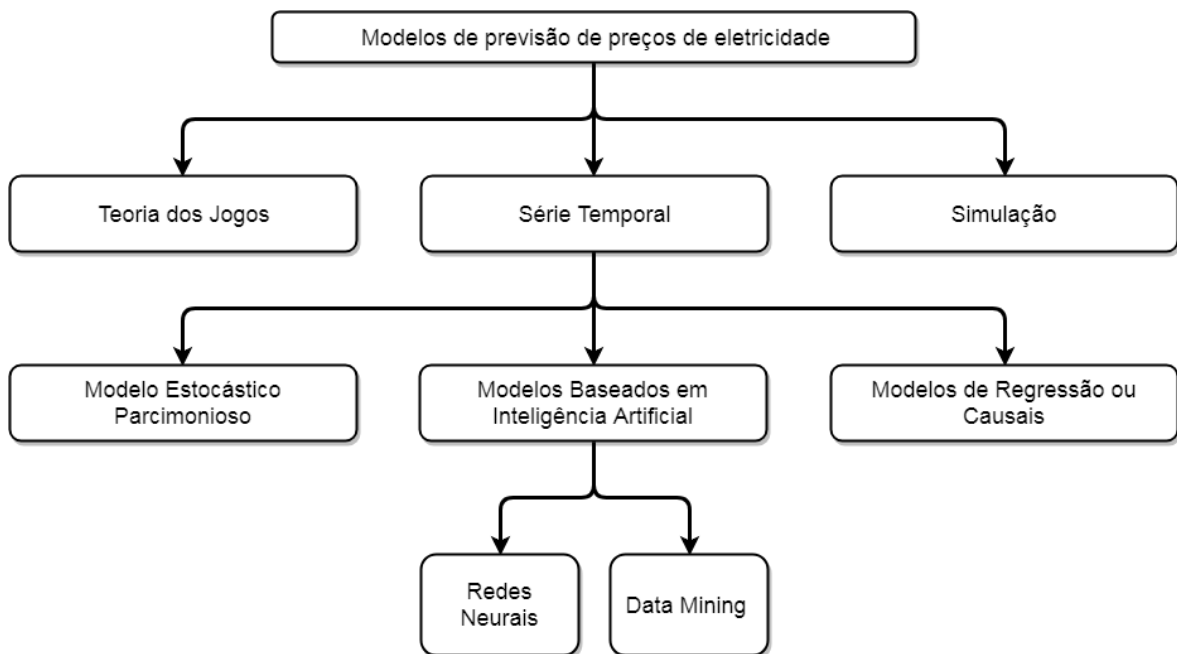 Modelos de previsão de preços de eletricidade
Teoria dos Jogos
Série Temporal
Simulação
Modelo Estocástico
Parcimonioso
Modelos Baseados em
Inteligência Artificial
Modelos de Regressão ou
Causais
Redes
Neurais
Data Mining